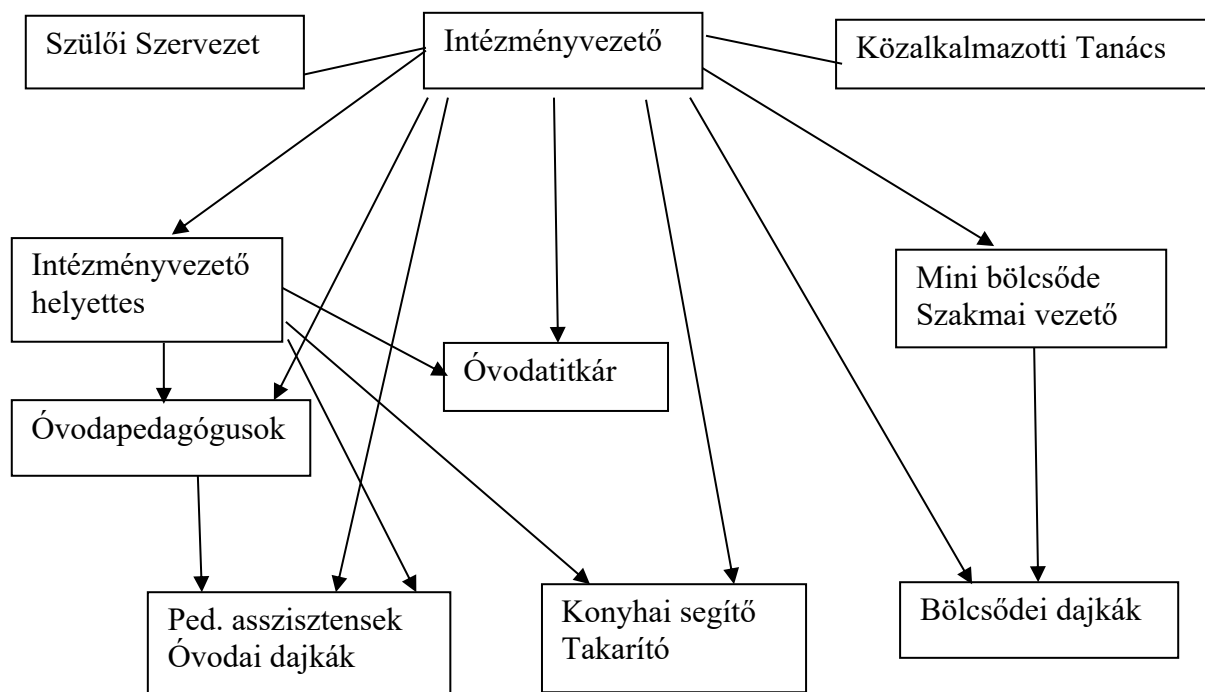 Szülői Szervezet
Intézményvezető
Közalkalmazotti Tanács
Intézményvezető
helyettes
Mini bölcsőde
Szakmai vezető
Óvodatitkár
Óvodapedagógusok
Ped. asszisztensek
Óvodai dajkák
Konyhai segítő
Takarító
Bölcsődei dajkák